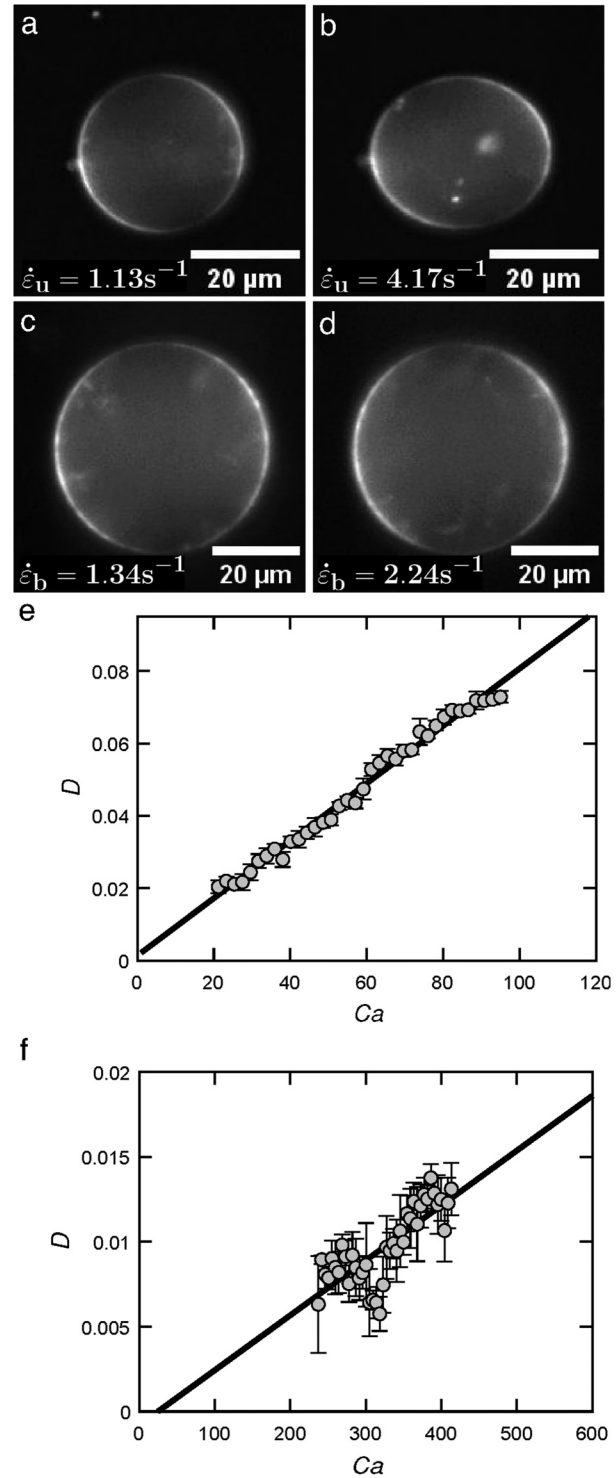 a
b
ε̇u = 1.13s⁻¹
20 µm
ε̇u = 4.17s⁻¹
20 µm
c
d
ε̇b = 1.34s⁻¹
20 µm
ε̇b = 2.24s⁻¹
20 µm
e
0.08
0.06
D
0.04
0.02
0
0 20 40 60 80 100 120
Ca
f
0.02
0.015
D
0.01
0.005
0
0 100 200 300 400 500 600
Ca